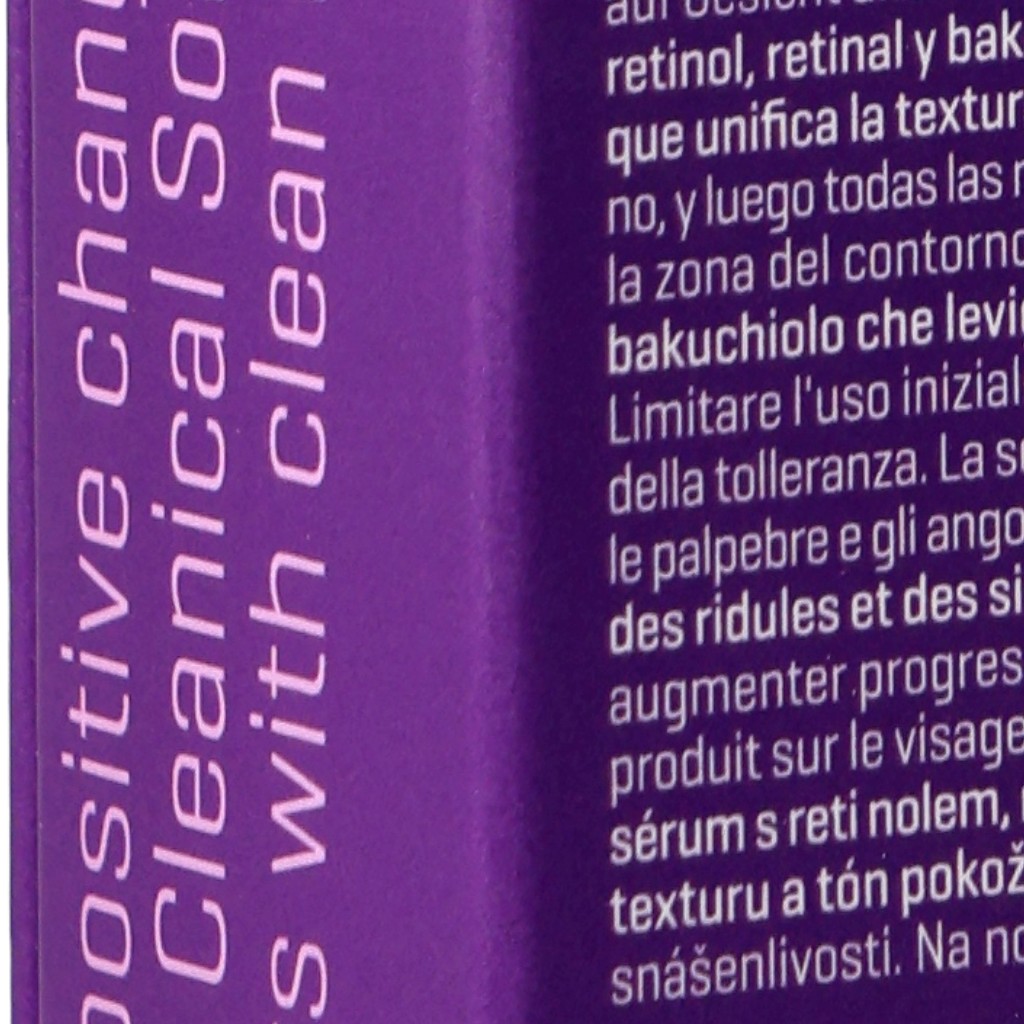 positive chang
Cleanical So
s with clean
retinol, retinal y bak
que unifica la textur
no, y luego todas las
la zona del contorno
bakuchiolo che levi
Limitare l'uso inizial
della tolleranza. La s
le palpebre e gli ango
des ridules et des si
augmenter progres
produit sur le visage
sérum s reti nolem,
texturu a tón pokož
snášenlivosti. Na no